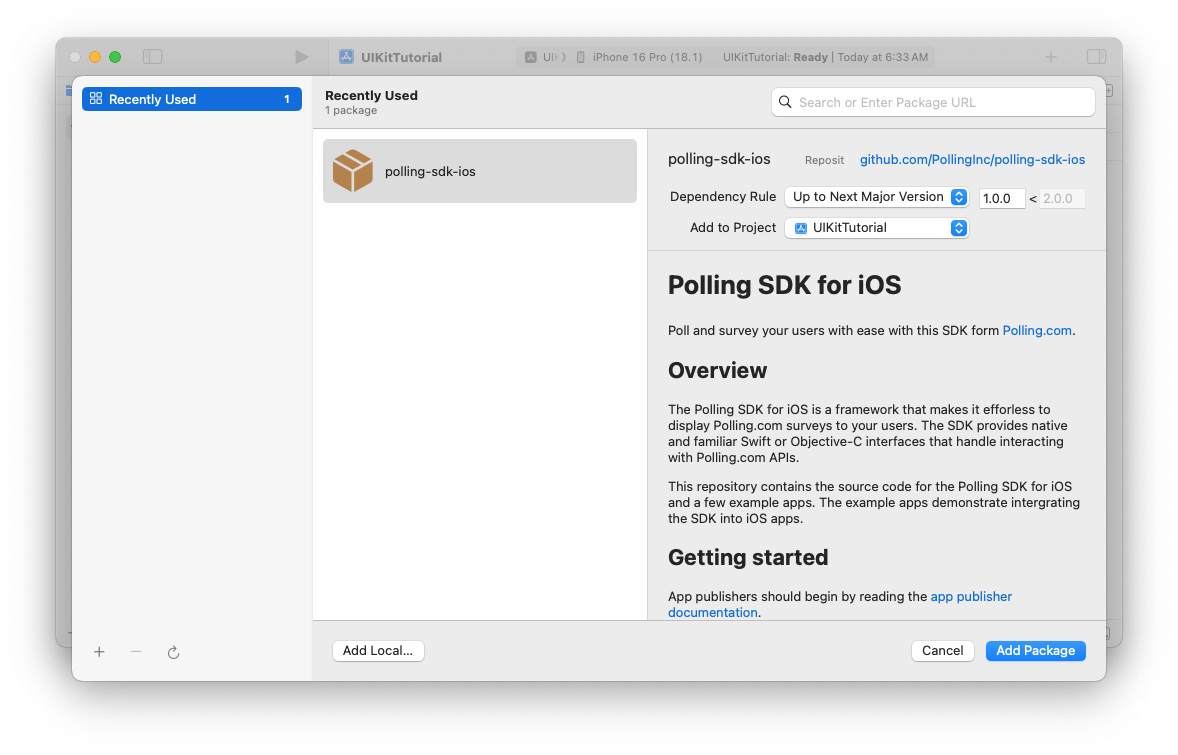 UIKitTutorial
UIK
iPhone 16 Pro (18.1)
UIKitTutorial: Ready | Today at 6:33 AM
Recently Used 1
Recently Used
1 package
Search or Enter Package URL
polling-sdk-ios
polling-sdk-ios
Reposit
github.com/PollingInc/polling-sdk-ios
Dependency Rule Up to Next Major Version 1.0.0 < 2.0.0
Add to Project UIKitTutorial
Polling SDK for iOS
Poll and survey your users with ease with this SDK form Polling.com.
Overview
The Polling SDK for iOS is a framework that makes it efforless to
display Polling.com surveys to your users. The SDK provides native
and familiar Swift or Objective-C interfaces that handle interacting
with Polling.com APIs.
This repository contains the source code for the Polling SDK for iOS
and a few example apps. The example apps demonstrate intergrating
the SDK into iOS apps.
Getting started
App publishers should begin by reading the app publisher
documentation.
Add Local...
Cancel
Add Package